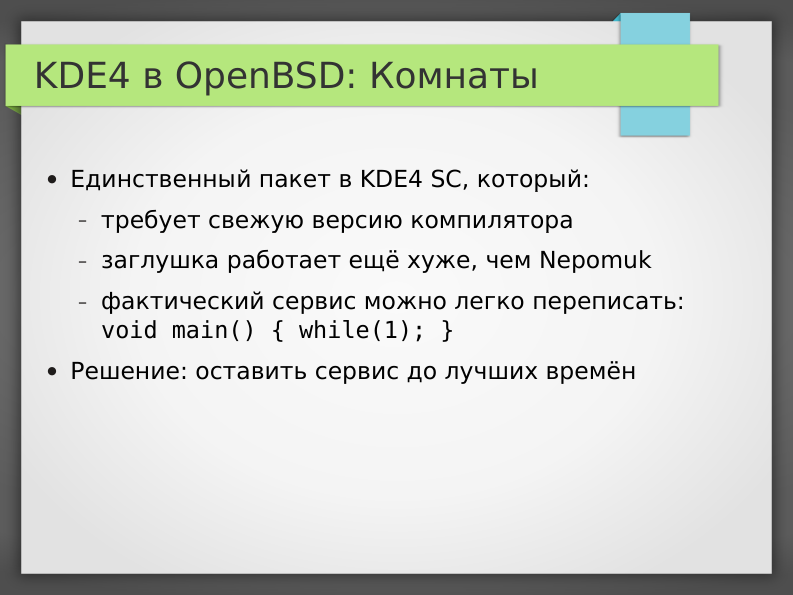 KDE4 в OpenBSD: Комнаты
● Единственный пакет в KDE4 SC, который:
– требует свежую версию компилятора
– заглушка работает ещё хуже, чем Nepomuk
– фактический сервис можно легко переписать:
void main() { while(1); }
● Решение: оставить сервис до лучших времён